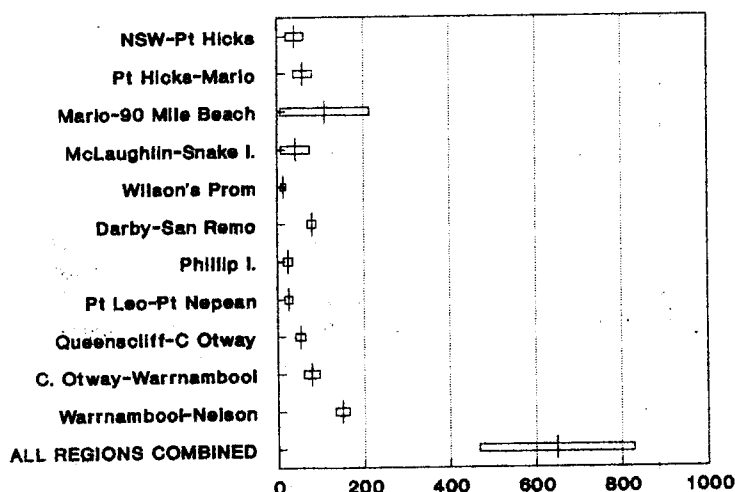 NSW-Pt Hicks
Pt Hicks-Marlo
Marlo-90 Mile Beach
McLaughlin-Snake I.
Wilson's Prom
Darby-San Remo
Phillip I.
Pt Leo-Pt Nepean
Queenscliff-C Otway
C. Otway-Warrnambool
Warrnambool-Nelson
ALL REGIONS COMBINED
0 200 400 600 800 1000